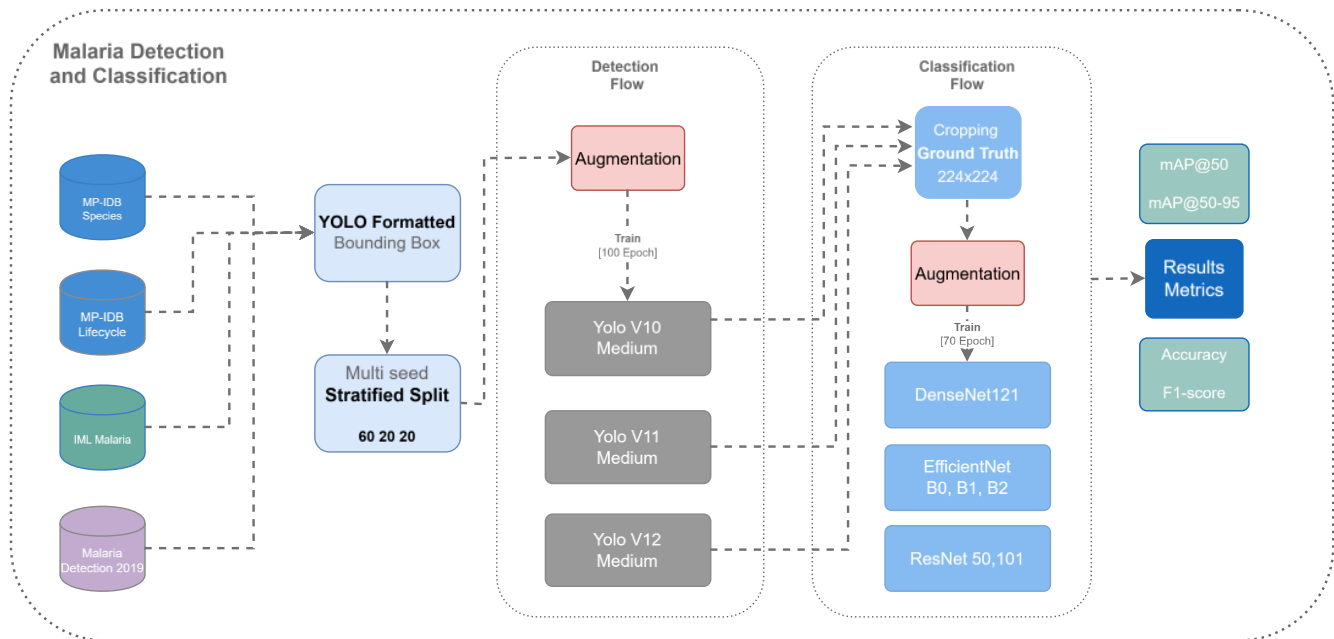 Malaria Detection
and Classification
MP-IDB
Species
MP-IDB
Lifecycle
IML Malaria
Malaria
Detection 2019
YOLO Formatted
Bounding Box
Multi seed
Stratified Split
60 20 20
Detection
Flow
Augmentation
Train
[100 Epoch]
Yolo V10
Medium
Yolo V11
Medium
Yolo V12
Medium
Classification
Flow
Cropping
Ground Truth
224x224
Augmentation
Train
[70 Epoch]
DenseNet121
EfficientNet
B0, B1, B2
ResNet 50,101
mAP@50
mAP@50-95
Results
Metrics
Accuracy
F1-score